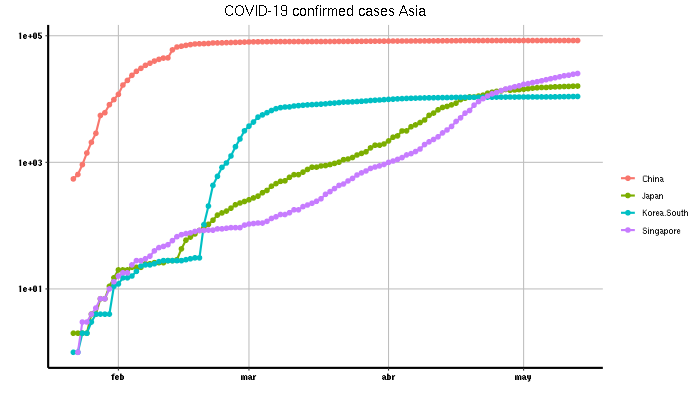 COVID-19 confirmed cases Asia
1e+05
1e+03
1e+01
feb
mar
abr
may
China
Japan
Korea.South
Singapore